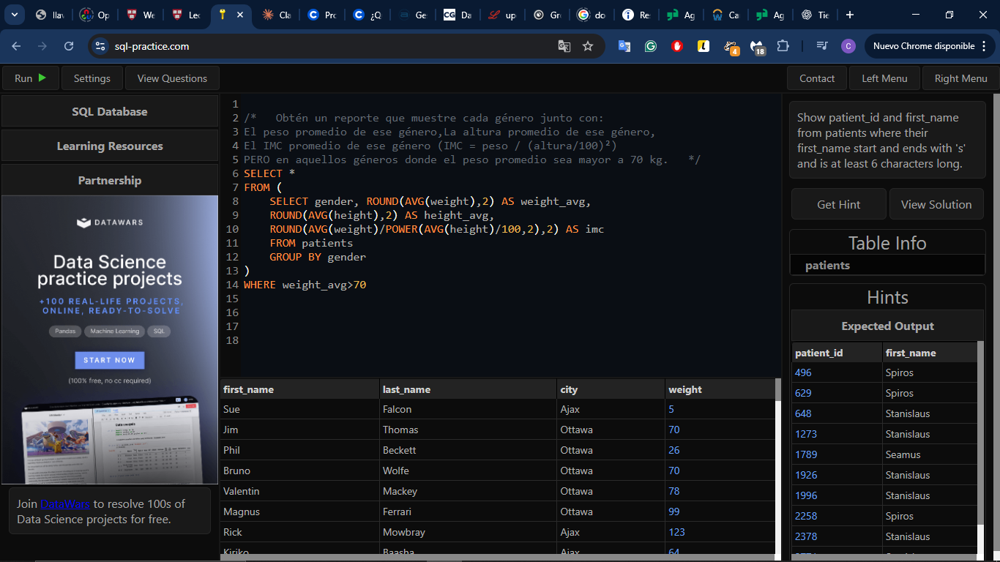 llav
Op
We
Lec
Cla
Pro
¿Q
Ge
Da
up
Gr
do
Re
Ag
Ca
Ag
Tie
sql-practice.com
4
18
C
Nuevo Chrome disponible
Run
Settings
View Questions
Contact
Left Menu
Right Menu
SQL Database
Learning Resources
Partnership
DATAWARS
Data Science
practice projects
+100 REAL-LIFE PROJECTS,
ONLINE, READY-TO-SOLVE
Pandas
Machine Learning
SQL
START NOW
(100% free, no cc required)
Join DataWars to resolve 100s of
Data Science projects for free.
1
2 /*   Obtén un reporte que muestre cada género junto con:
3 El peso promedio de ese género,La altura promedio de ese género,
4 El IMC promedio de ese género (IMC = peso / (altura/100)²)
5 PERO en aquellos géneros donde el peso promedio sea mayor a 70 kg.   */
6 SELECT *
7 FROM (
8     SELECT gender, ROUND(AVG(weight),2) AS weight_avg,
9     ROUND(AVG(height),2) AS height_avg,
10     ROUND(AVG(weight)/POWER(AVG(height)/100,2),2) AS imc
11     FROM patients
12     GROUP BY gender
13 )
14 WHERE weight_avg>70
15
16
17
18
first_name last_name city weight
Sue Falcon Ajax 5
Jim Thomas Ottawa 70
Phil Beckett Ottawa 26
Bruno Wolfe Ottawa 70
Valentin Mackey Ottawa 78
Magnus Ferrari Ottawa 99
Rick Mowbray Ajax 123
Kiriko Baasha Ajax 64
Show patient_id and first_name
from patients where their
first_name start and ends with 's'
and is at least 6 characters long.
Get Hint
View Solution
Table Info
patients
Hints
Expected Output
patient_id first_name
496 Spiros
629 Spiros
648 Stanislaus
1273 Stanislaus
1789 Seamus
1926 Stanislaus
1996 Stanislaus
2258 Spiros
2378 Stanislaus